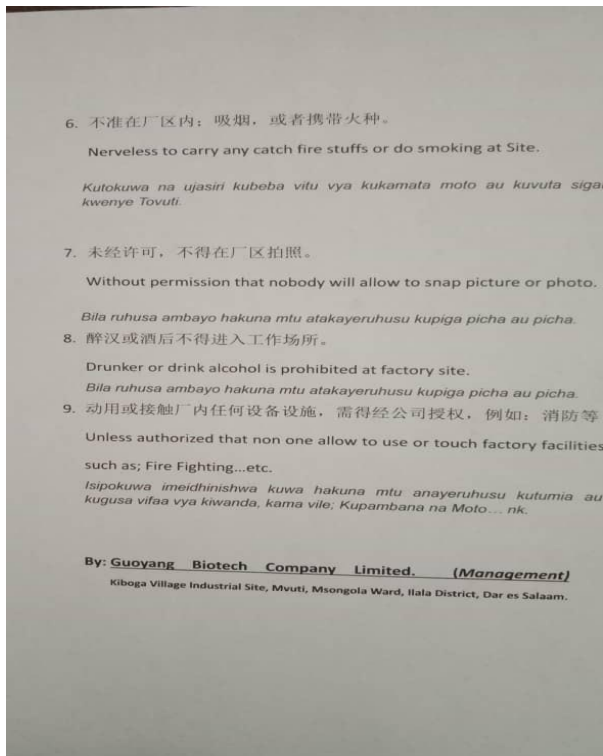 6. 不准在厂区内；吸烟，或者携带火种。
Nerveless to carry any catch fire stuffs or do smoking at Site.
Kutokuwa na ujasiri kubeba vitu vya kukamata moto au kuvuta sigar
kwenye Tovuti.
7. 未经许可，不得在厂区拍照。
Without permission that nobody will allow to snap picture or photo.
Bila ruhusa ambayo hakuna mtu atakayeruhusu kupiga picha au picha.
8. 醉汉或酒后不得进入工作场所。
Drunker or drink alcohol is prohibited at factory site.
Bila ruhusa ambayo hakuna mtu atakayeruhusu kupiga picha au picha.
9. 动用或接触厂内任何设备设施，需得经公司授权，例如：消防等
Unless authorized that non one allow to use or touch factory facilities
such as; Fire Fighting...etc.
Isipokuwa imeidhinishwa kuwa hakuna mtu anayeruhusu kutumia au
kugusa vifaa vya kiwanda, kama vile; Kupambana na Moto... nk.
By: Guoyang Biotech Company Limited. (Management)
Kiboga Village Industrial Site, Mvuti, Msongola Ward, Ilala District, Dar es Salaam.